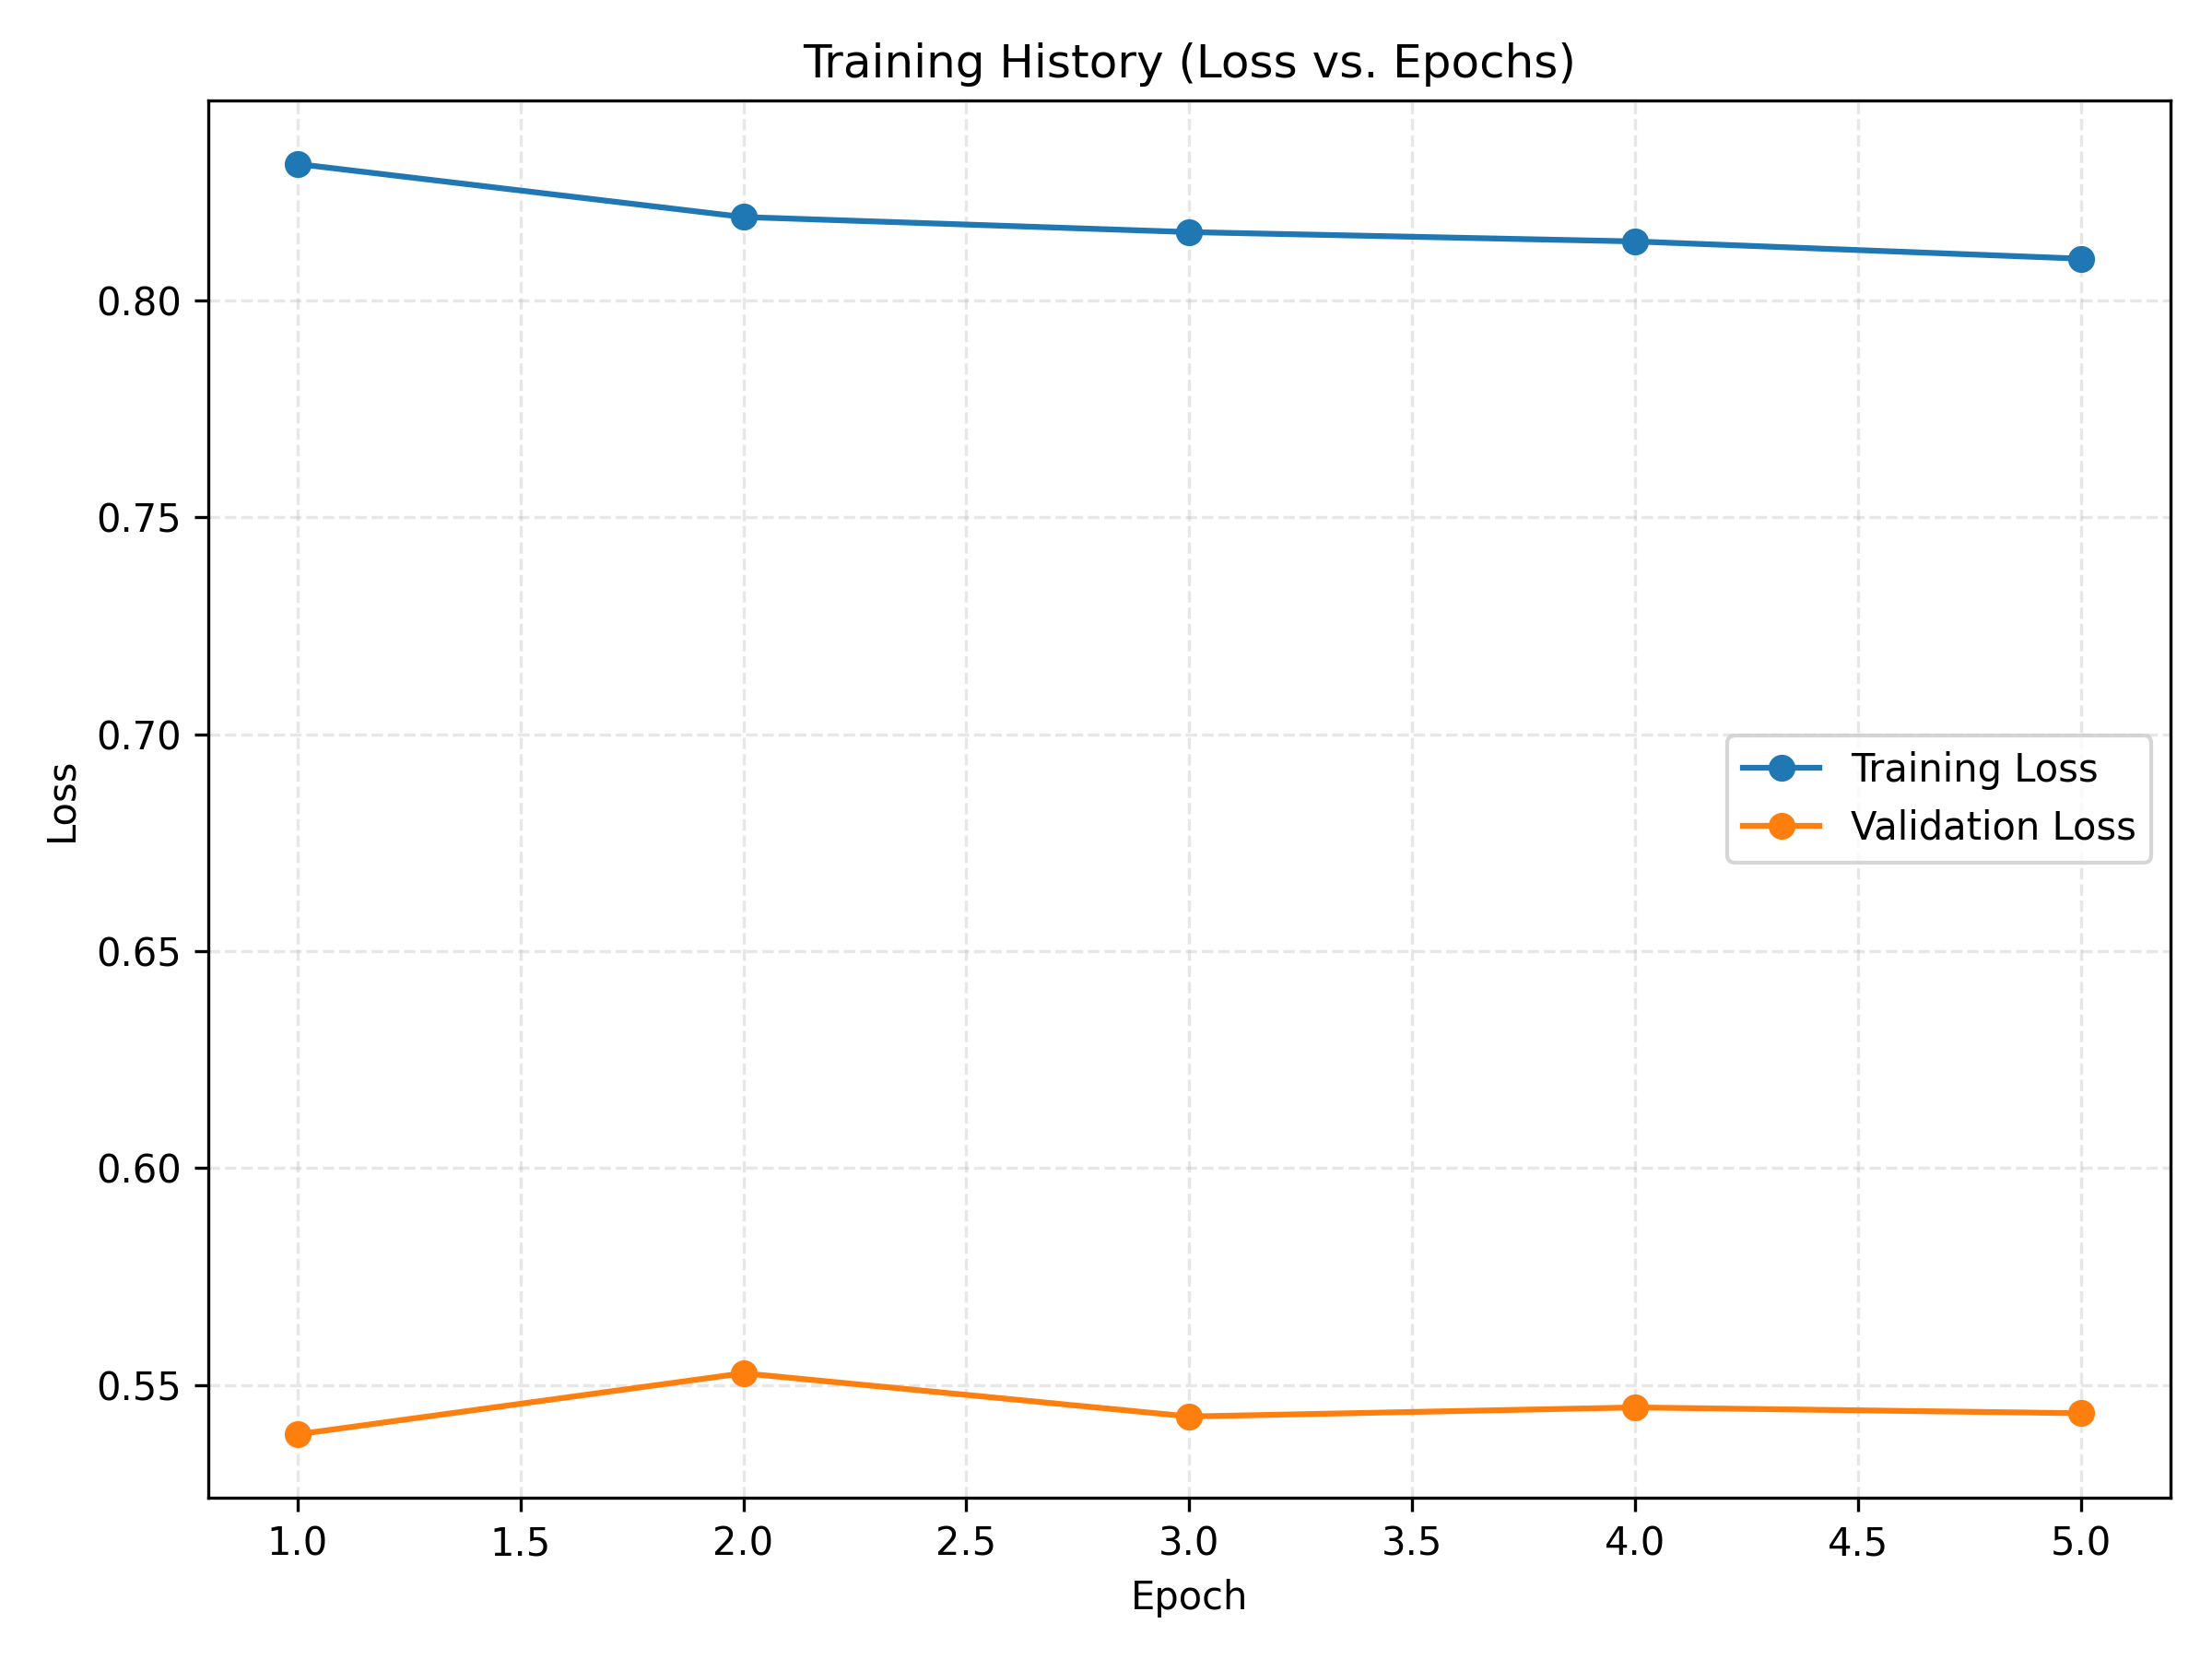 Training History (Loss vs. Epochs)
0.80
0.75
0.70
0.65
0.60
0.55
Loss
Training Loss
Validation Loss
1.0 1.5 2.0 2.5 3.0 3.5 4.0 4.5 5.0
Epoch